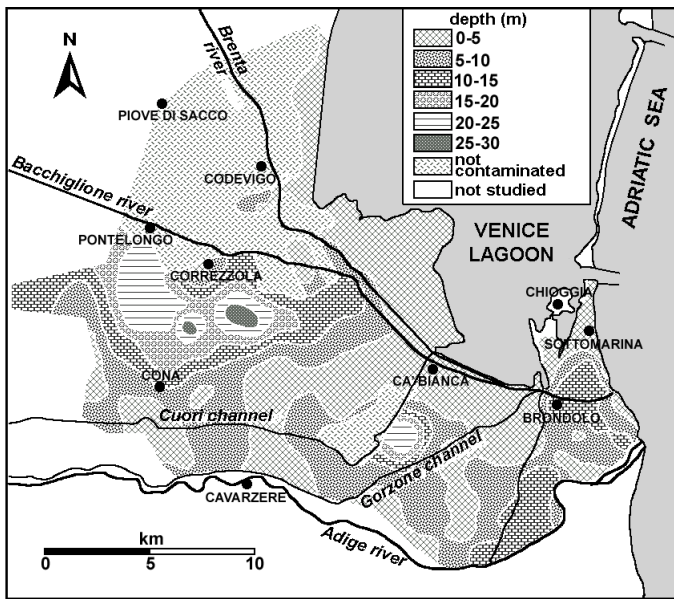 depth (m)
0-5
5-10
10-15
15-20
20-25
25-30
not
contaminated
not studied
N
Brenta
river
PIOVE DI SACCO
CODEVIGO
Bacchiglione river
PONTELONGO
CORREZZOLA
VENICE
LAGOON
ADRIATIC SEA
CHIOGGIA
SOTTOMARINA
CONA
CA'BIANCA
BRONDOLO
Cuori channel
Gorzone channel
CAVARZERE
Adige river
km
0 5 10